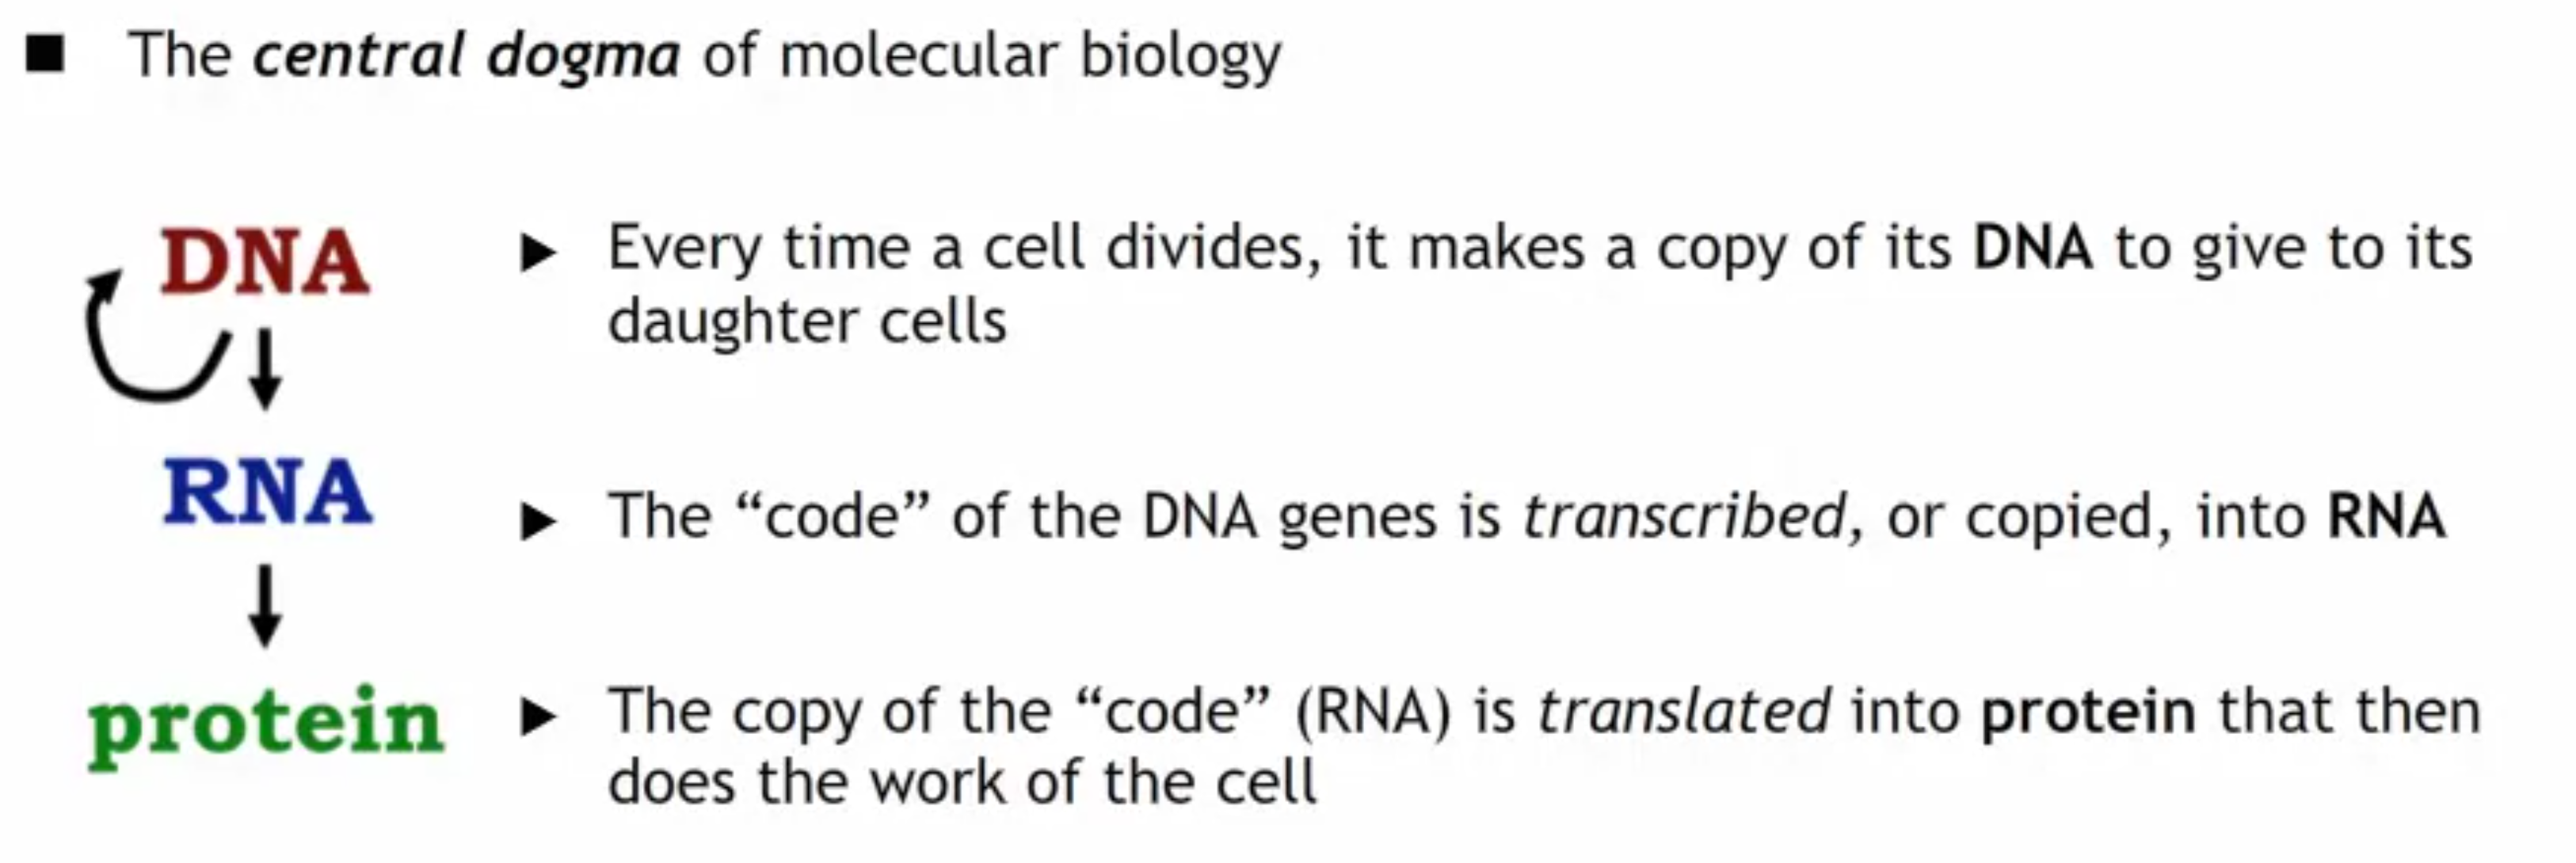 ■ The central dogma of molecular biology
DNA
► Every time a cell divides, it makes a copy of its DNA to give to its
daughter cells
RNA
► The “code” of the DNA genes is transcribed, or copied, into RNA
protein
► The copy of the “code” (RNA) is translated into protein that then
does the work of the cell